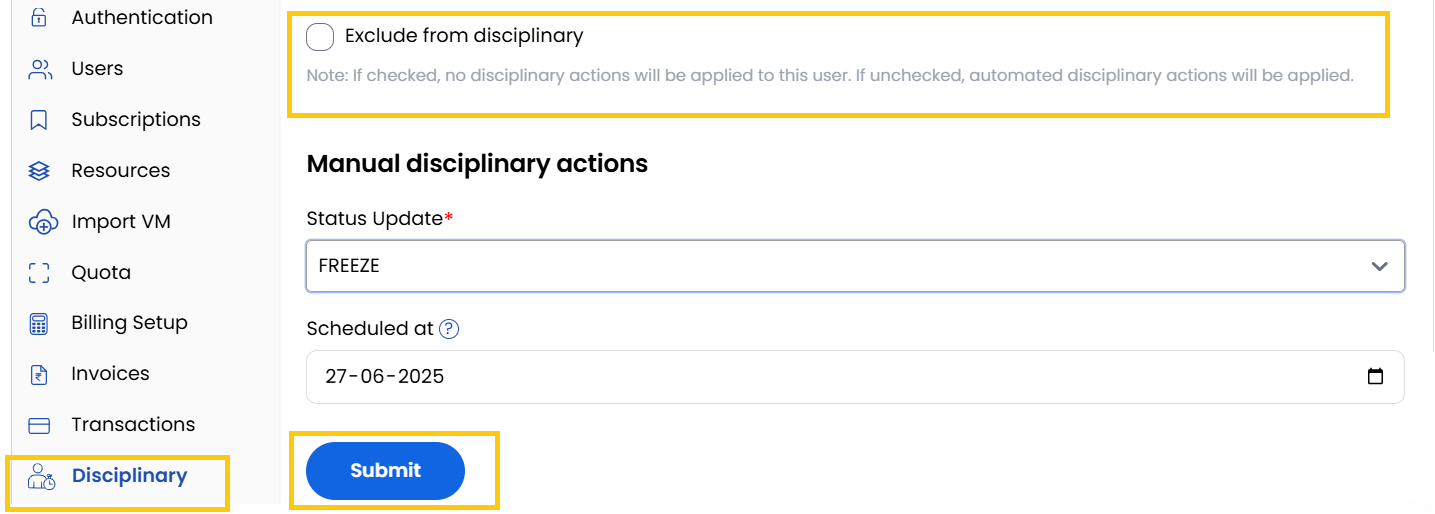 Authentication
Users
Subscriptions
Resources
Import VM
Quota
Billing Setup
Invoices
Transactions
Disciplinary
Exclude from disciplinary
Note: If checked, no disciplinary actions will be applied to this user. If unchecked, automated disciplinary actions will be applied.
Manual disciplinary actions
Status Update*
FREEZE
Scheduled at ?
27-06-2025
Submit